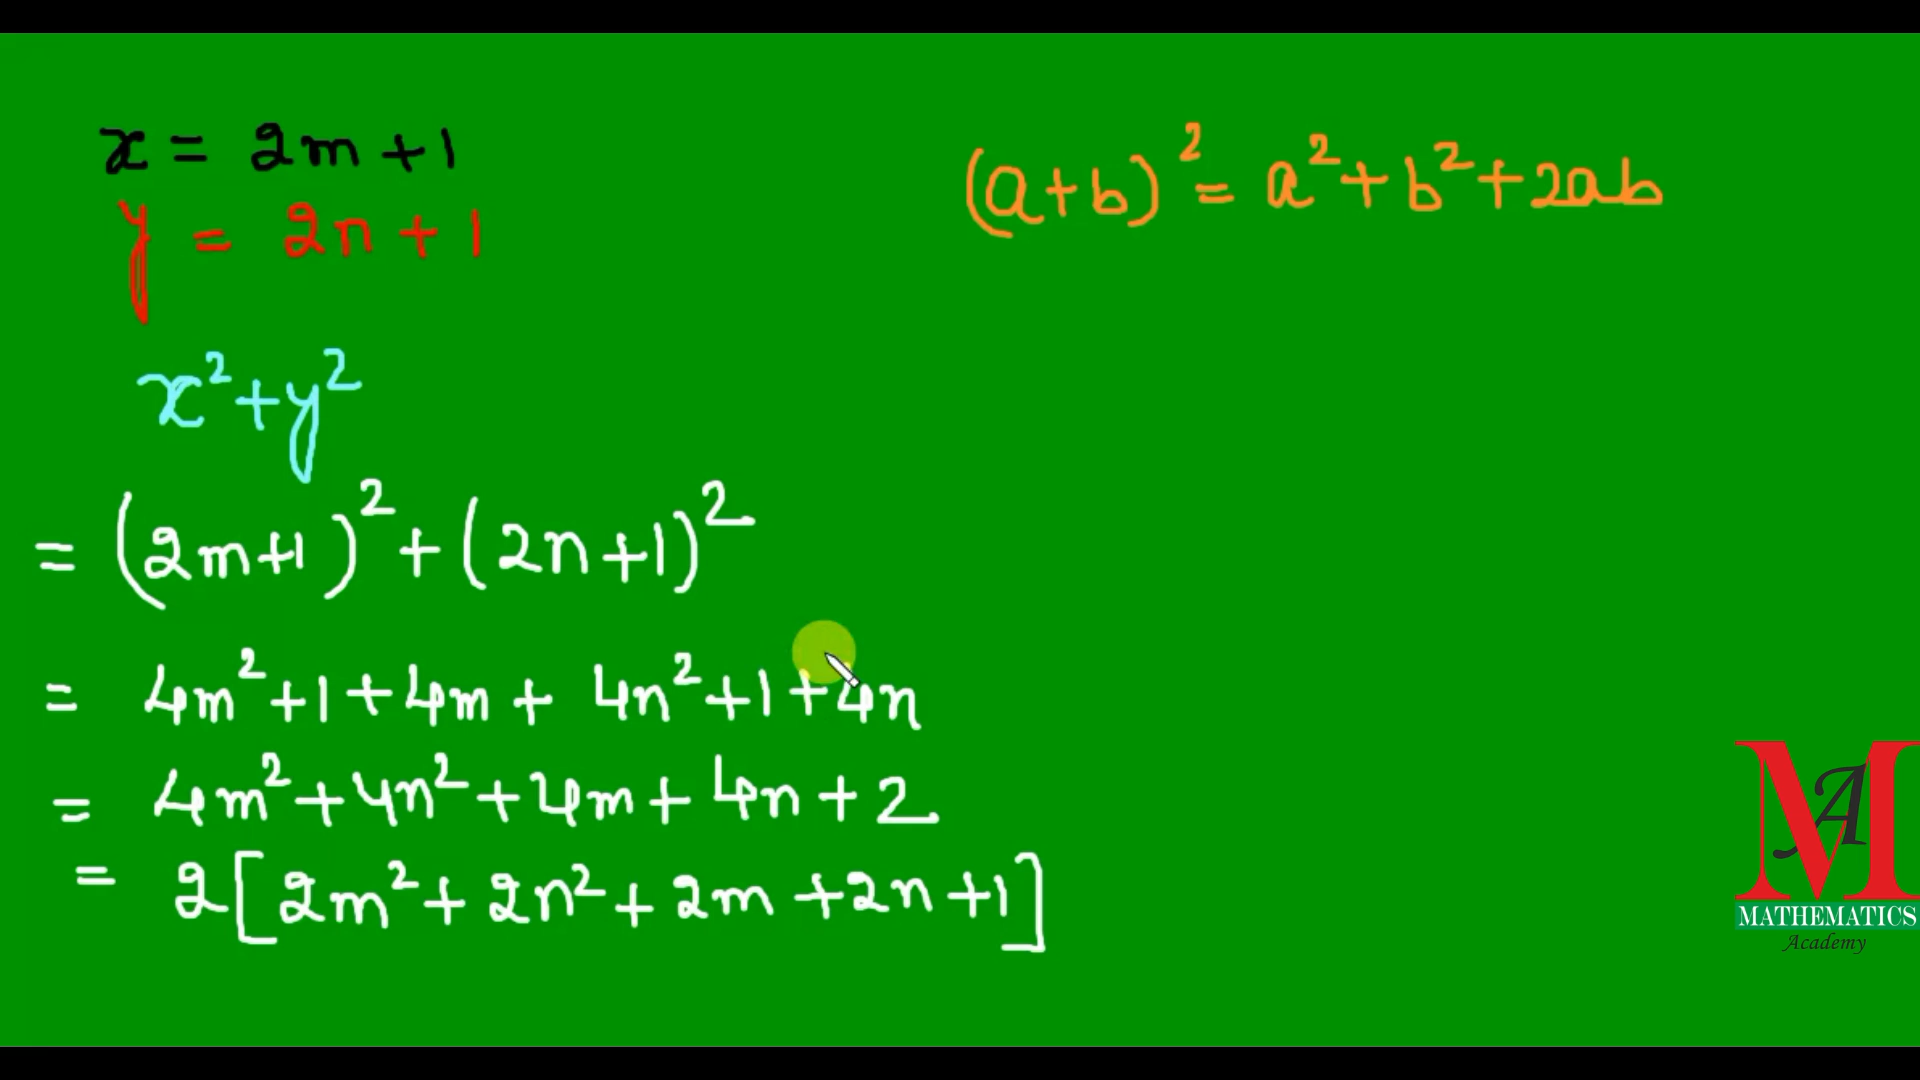 x = 2m + 1
(a+b)² = a² + b² + 2ab
y = 2n + 1
x² + y²
= (2m+1)² + (2n+1)²
= 4m² + 1 + 4m + 4n² + 1 + 4n
= 4m² + 4n² + 4m + 4n + 2
= 2[2m² + 2n² + 2m + 2n + 1]
MA
MATHEMATICS
Academy